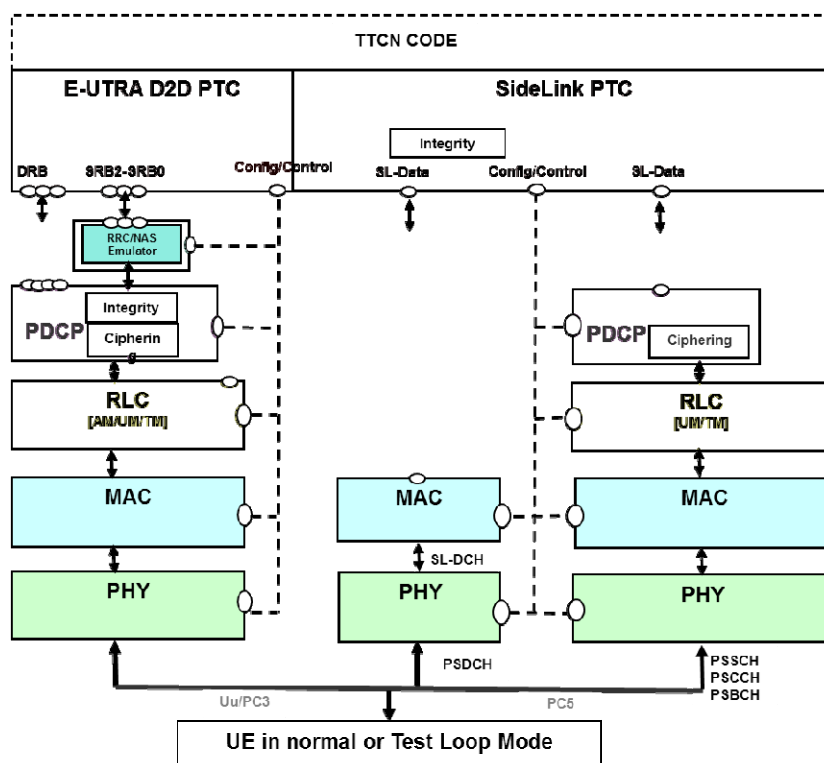 TTCN CODE
E-UTRA D2D PTC
SideLink PTC
Integrity
DRB
SRB2-SRB0
Config/Control
SL-Data
Config/Control
SL-Data
RRC/NAS
Emulator
PDCP
Integrity
Cipherin
g
PDCP
Ciphering
RLC
[AM/UM/TM]
RLC
[UM/TM]
MAC
MAC
MAC
SL-DCH
PHY
PHY
PHY
PSDCH
PSSCH
PSCCH
PSBCH
Uu/PC3
PC5
UE in normal or Test Loop Mode